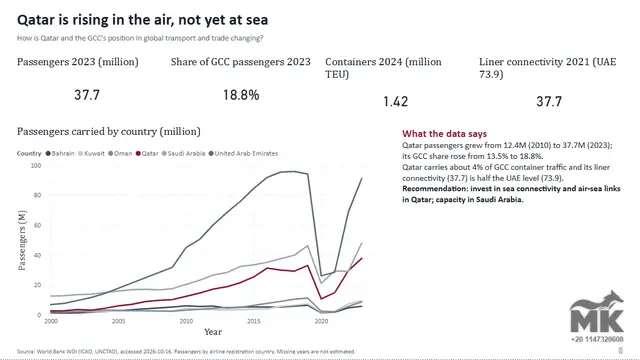 Qatar is rising in the air, not yet at sea
How is Qatar and the GCC's position in global transport and trade changing?
Passengers 2023 (million)
37.7
Share of GCC passengers 2023
18.8%
Containers 2024 (million
TEU)
1.42
Liner connectivity 2021 (UAE
73.9)
37.7
Passengers carried by country (million)
Country Bahrain Kuwait Oman Qatar Saudi Arabia United Arab Emirates
100
80
60
40
20
0
Passengers (M)
2000 2005 2010 2015 2020
Year
What the data says
Qatar passengers grew from 12.4M (2010) to 37.7M (2023);
its GCC share rose from 13.5% to 18.8%.
Qatar carries about 4% of GCC container traffic and its liner
connectivity (37.7) is half the UAE level (73.9).
Recommendation: invest in sea connectivity and air-sea links
in Qatar; capacity in Saudi Arabia.
MK
+20 1147320608
Source: World Bank WDI (ICAO, UNCTAD), accessed 2026-10-16. Passengers by airline registration country. Missing years are not estimated.